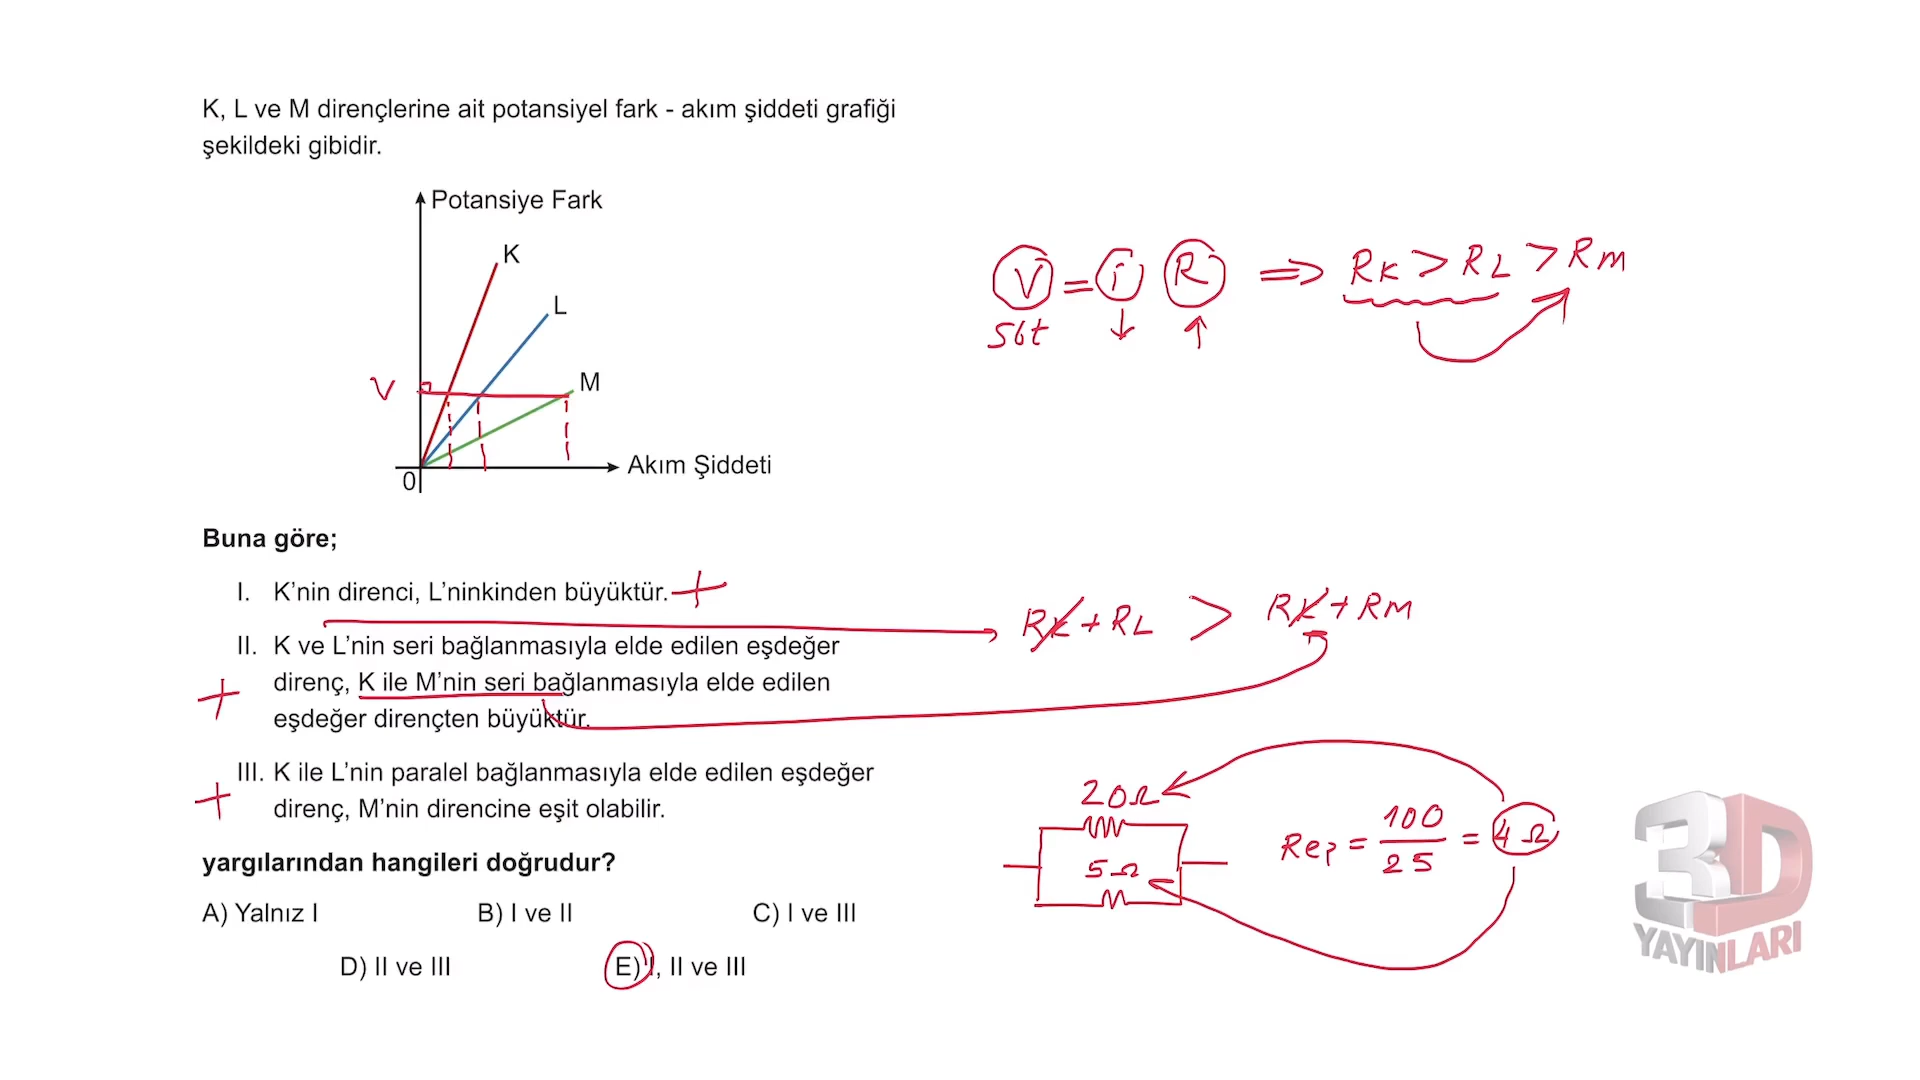 K, L ve M dirençlerine ait potansiyel fark - akım şiddeti grafiği
şekildeki gibidir.
Potansiye Fark
K
L
M
V
0
Akım Şiddeti
V = i R ⇒ RK > RL > RM
Sbt ↓ ↑
Buna göre;
I. K'nin direnci, L'ninkinden büyüktür. +
II. K ve L'nin seri bağlanmasıyla elde edilen eşdeğer
direnç, K ile M'nin seri bağlanmasıyla elde edilen
eşdeğer dirençten büyüktür.
+
RK + RL > RK + RM
III. K ile L'nin paralel bağlanmasıyla elde edilen eşdeğer
direnç, M'nin direncine eşit olabilir.
+
20Ω
5Ω
Reş = 100/25 = 4Ω
yargılarından hangileri doğrudur?
A) Yalnız I B) I ve II C) I ve III
D) II ve III E) I, II ve III
3D
YAYINLARI